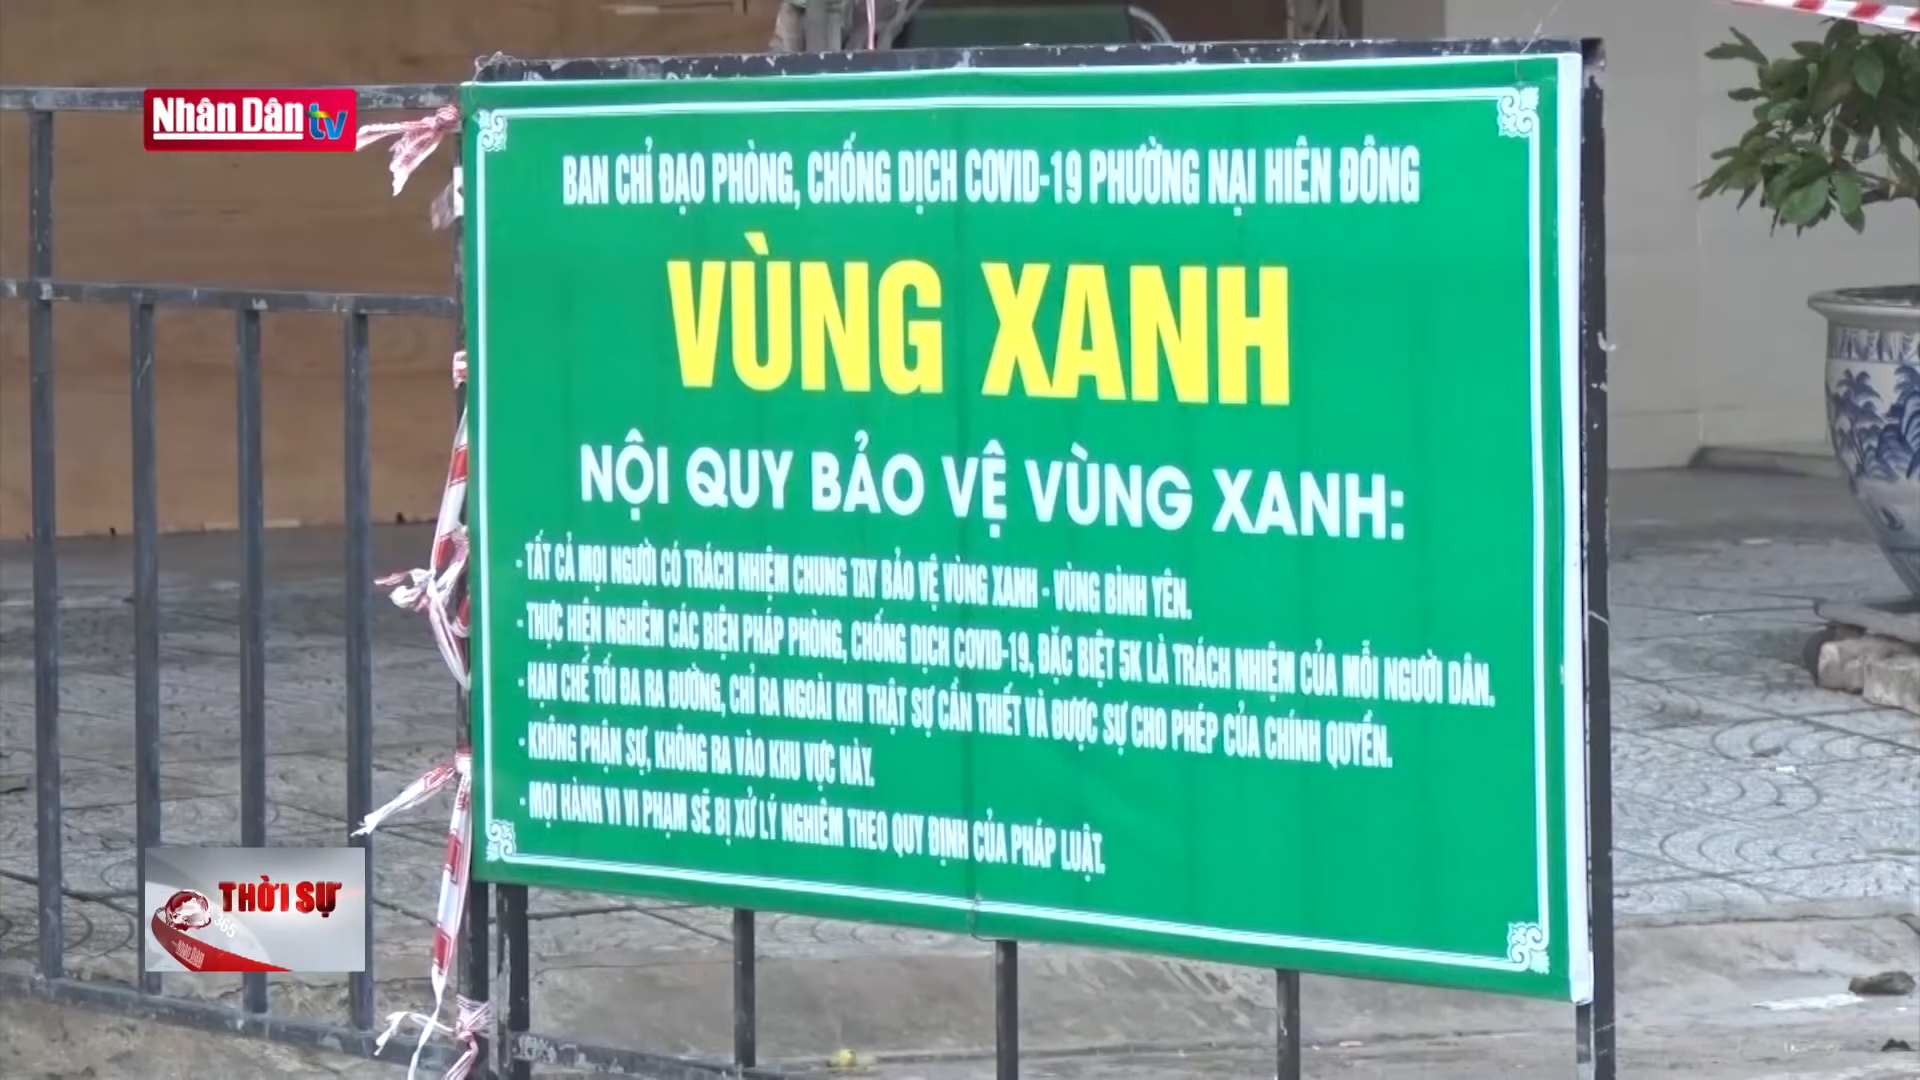 Nhân Dân tv
BAN CHỈ ĐẠO PHÒNG, CHỐNG DỊCH COVID-19 PHƯỜNG NẠI HIÊN ĐÔNG
VÙNG XANH
NỘI QUY BẢO VỆ VÙNG XANH:
- TẤT CẢ MỌI NGƯỜI CÓ TRÁCH NHIỆM CHUNG TAY BẢO VỆ VÙNG XANH - VÙNG BÌNH YÊN.
- THỰC HIỆN NGHIÊM CÁC BIỆN PHÁP PHÒNG, CHỐNG DỊCH COVID-19, ĐẶC BIỆT 5K LÀ TRÁCH NHIỆM CỦA MỖI NGƯỜI DÂN.
- HẠN CHẾ TỐI ĐA RA ĐƯỜNG, CHỈ RA NGOÀI KHI THẬT SỰ CẦN THIẾT VÀ ĐƯỢC SỰ CHO PHÉP CỦA CHÍNH QUYỀN.
- KHÔNG PHẬN SỰ, KHÔNG RA VÀO KHU VỰC NÀY.
- MỌI HÀNH VI VI PHẠM SẼ BỊ XỬ LÝ NGHIÊM THEO QUY ĐỊNH CỦA PHÁP LUẬT.
THỜI SỰ
365
Nhân Dân